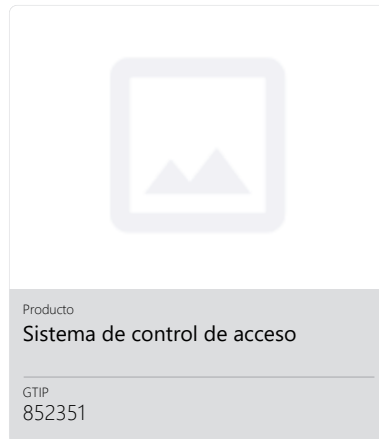 Producto
Sistema de control de acceso
GTIP
852351